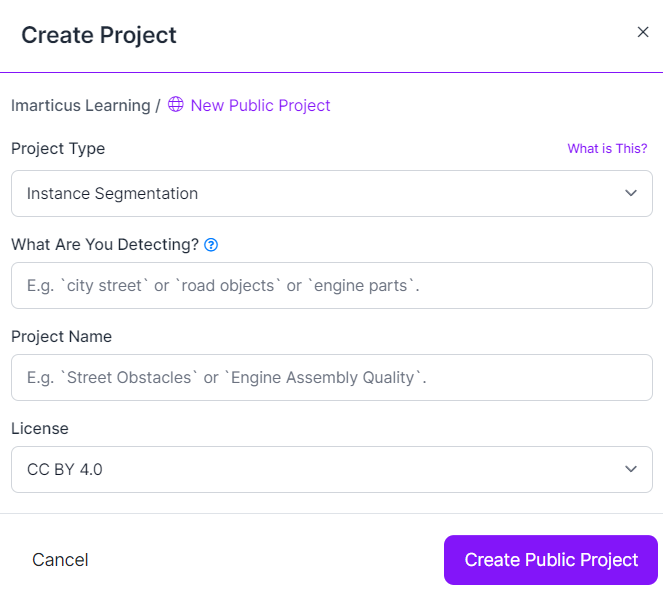 Create Project
Imarticus Learning / New Public Project
Project Type
What is This?
Instance Segmentation
What Are You Detecting?
E.g. `city street` or `road objects` or `engine parts`.
Project Name
E.g. `Street Obstacles` or `Engine Assembly Quality`.
License
CC BY 4.0
Cancel
Create Public Project